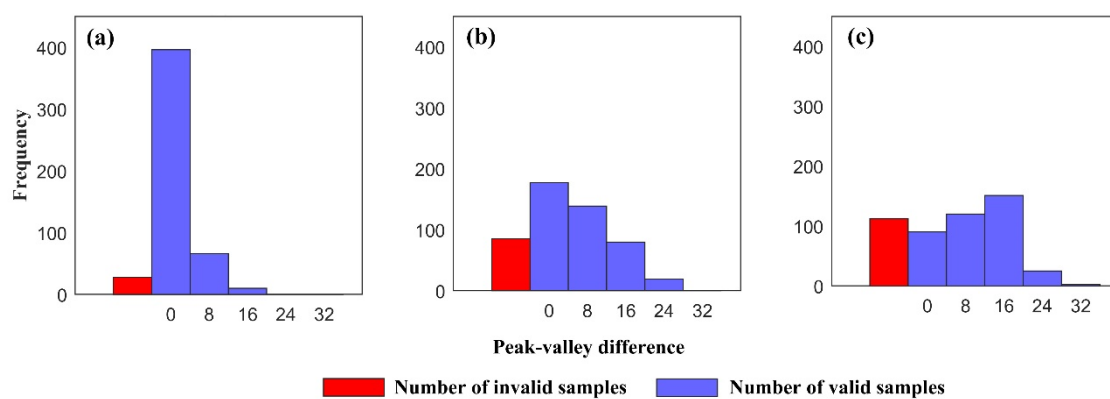 (a)
(b)
(c)
Frequency
400
300
200
100
0
0 8 16 24 32
400
300
200
100
0
0 8 16 24 32
400
300
200
100
0
0 8 16 24 32
Peak-valley difference
Number of invalid samples
Number of valid samples